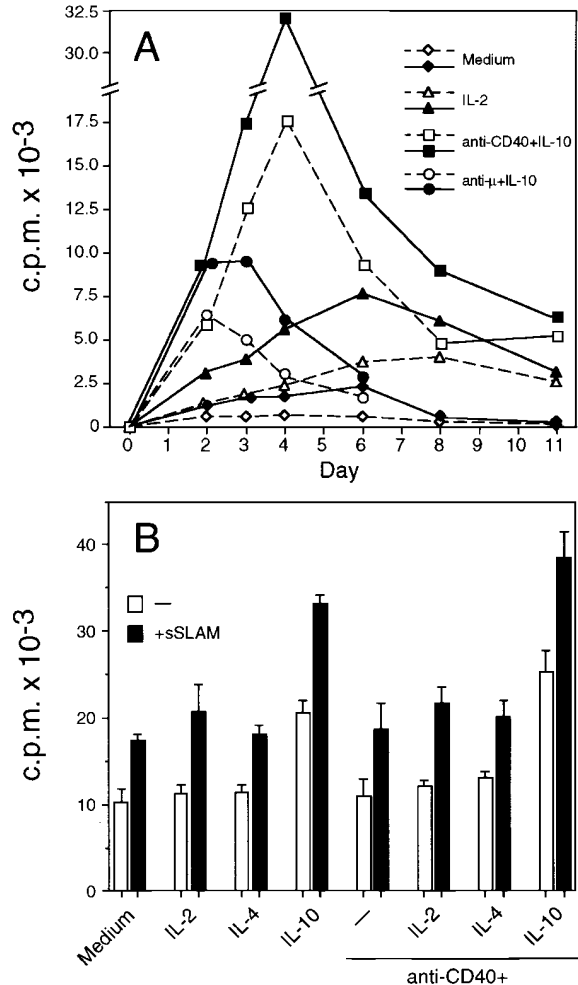 A
32.5
30.0
17.5
15.0
12.5
10.0
7.5
5.0
2.5
0
c.p.m. x 10-3
Medium
IL-2
anti-CD40+IL-10
anti-μ+IL-10
0 1 2 3 4 5 6 7 8 9 10 11
Day
B
40
30
20
10
0
c.p.m. x 10-3
—
+sSLAM
Medium IL-2 IL-4 IL-10 — IL-2 IL-4 IL-10
anti-CD40+